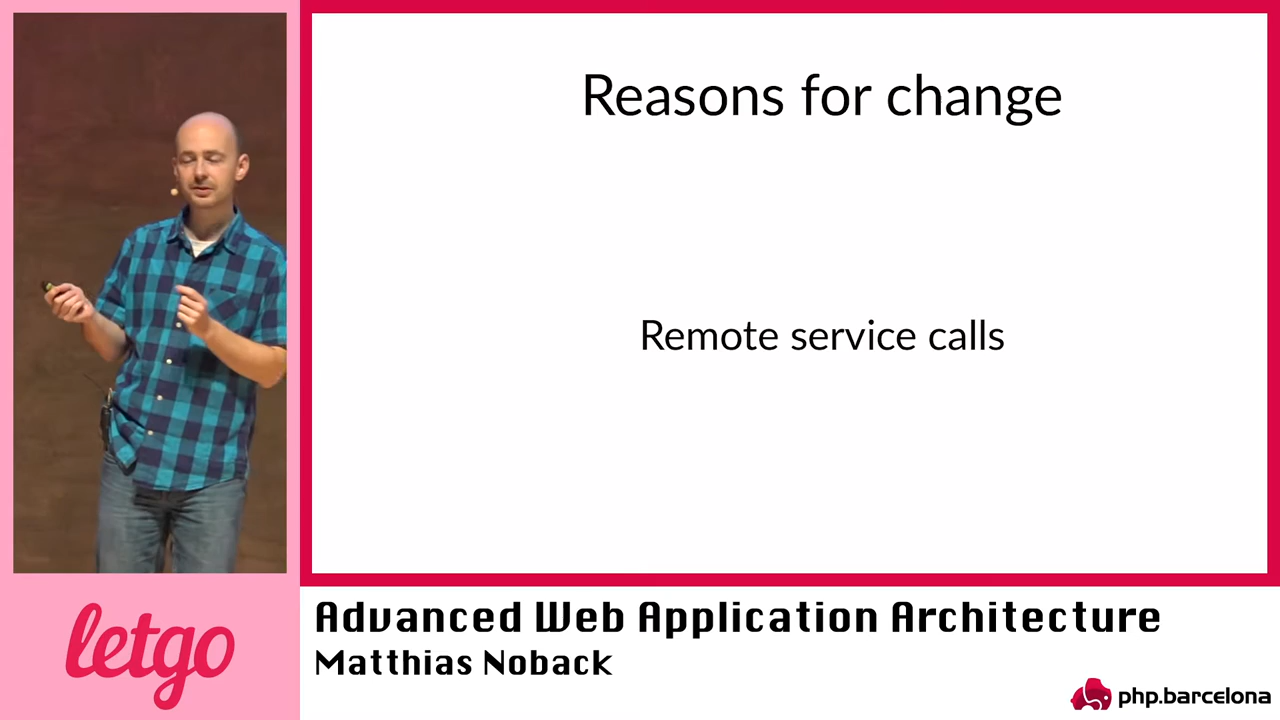 Reasons for change
Remote service calls
letgo
Advanced Web Application Architecture
Matthias Noback
php.barcelona